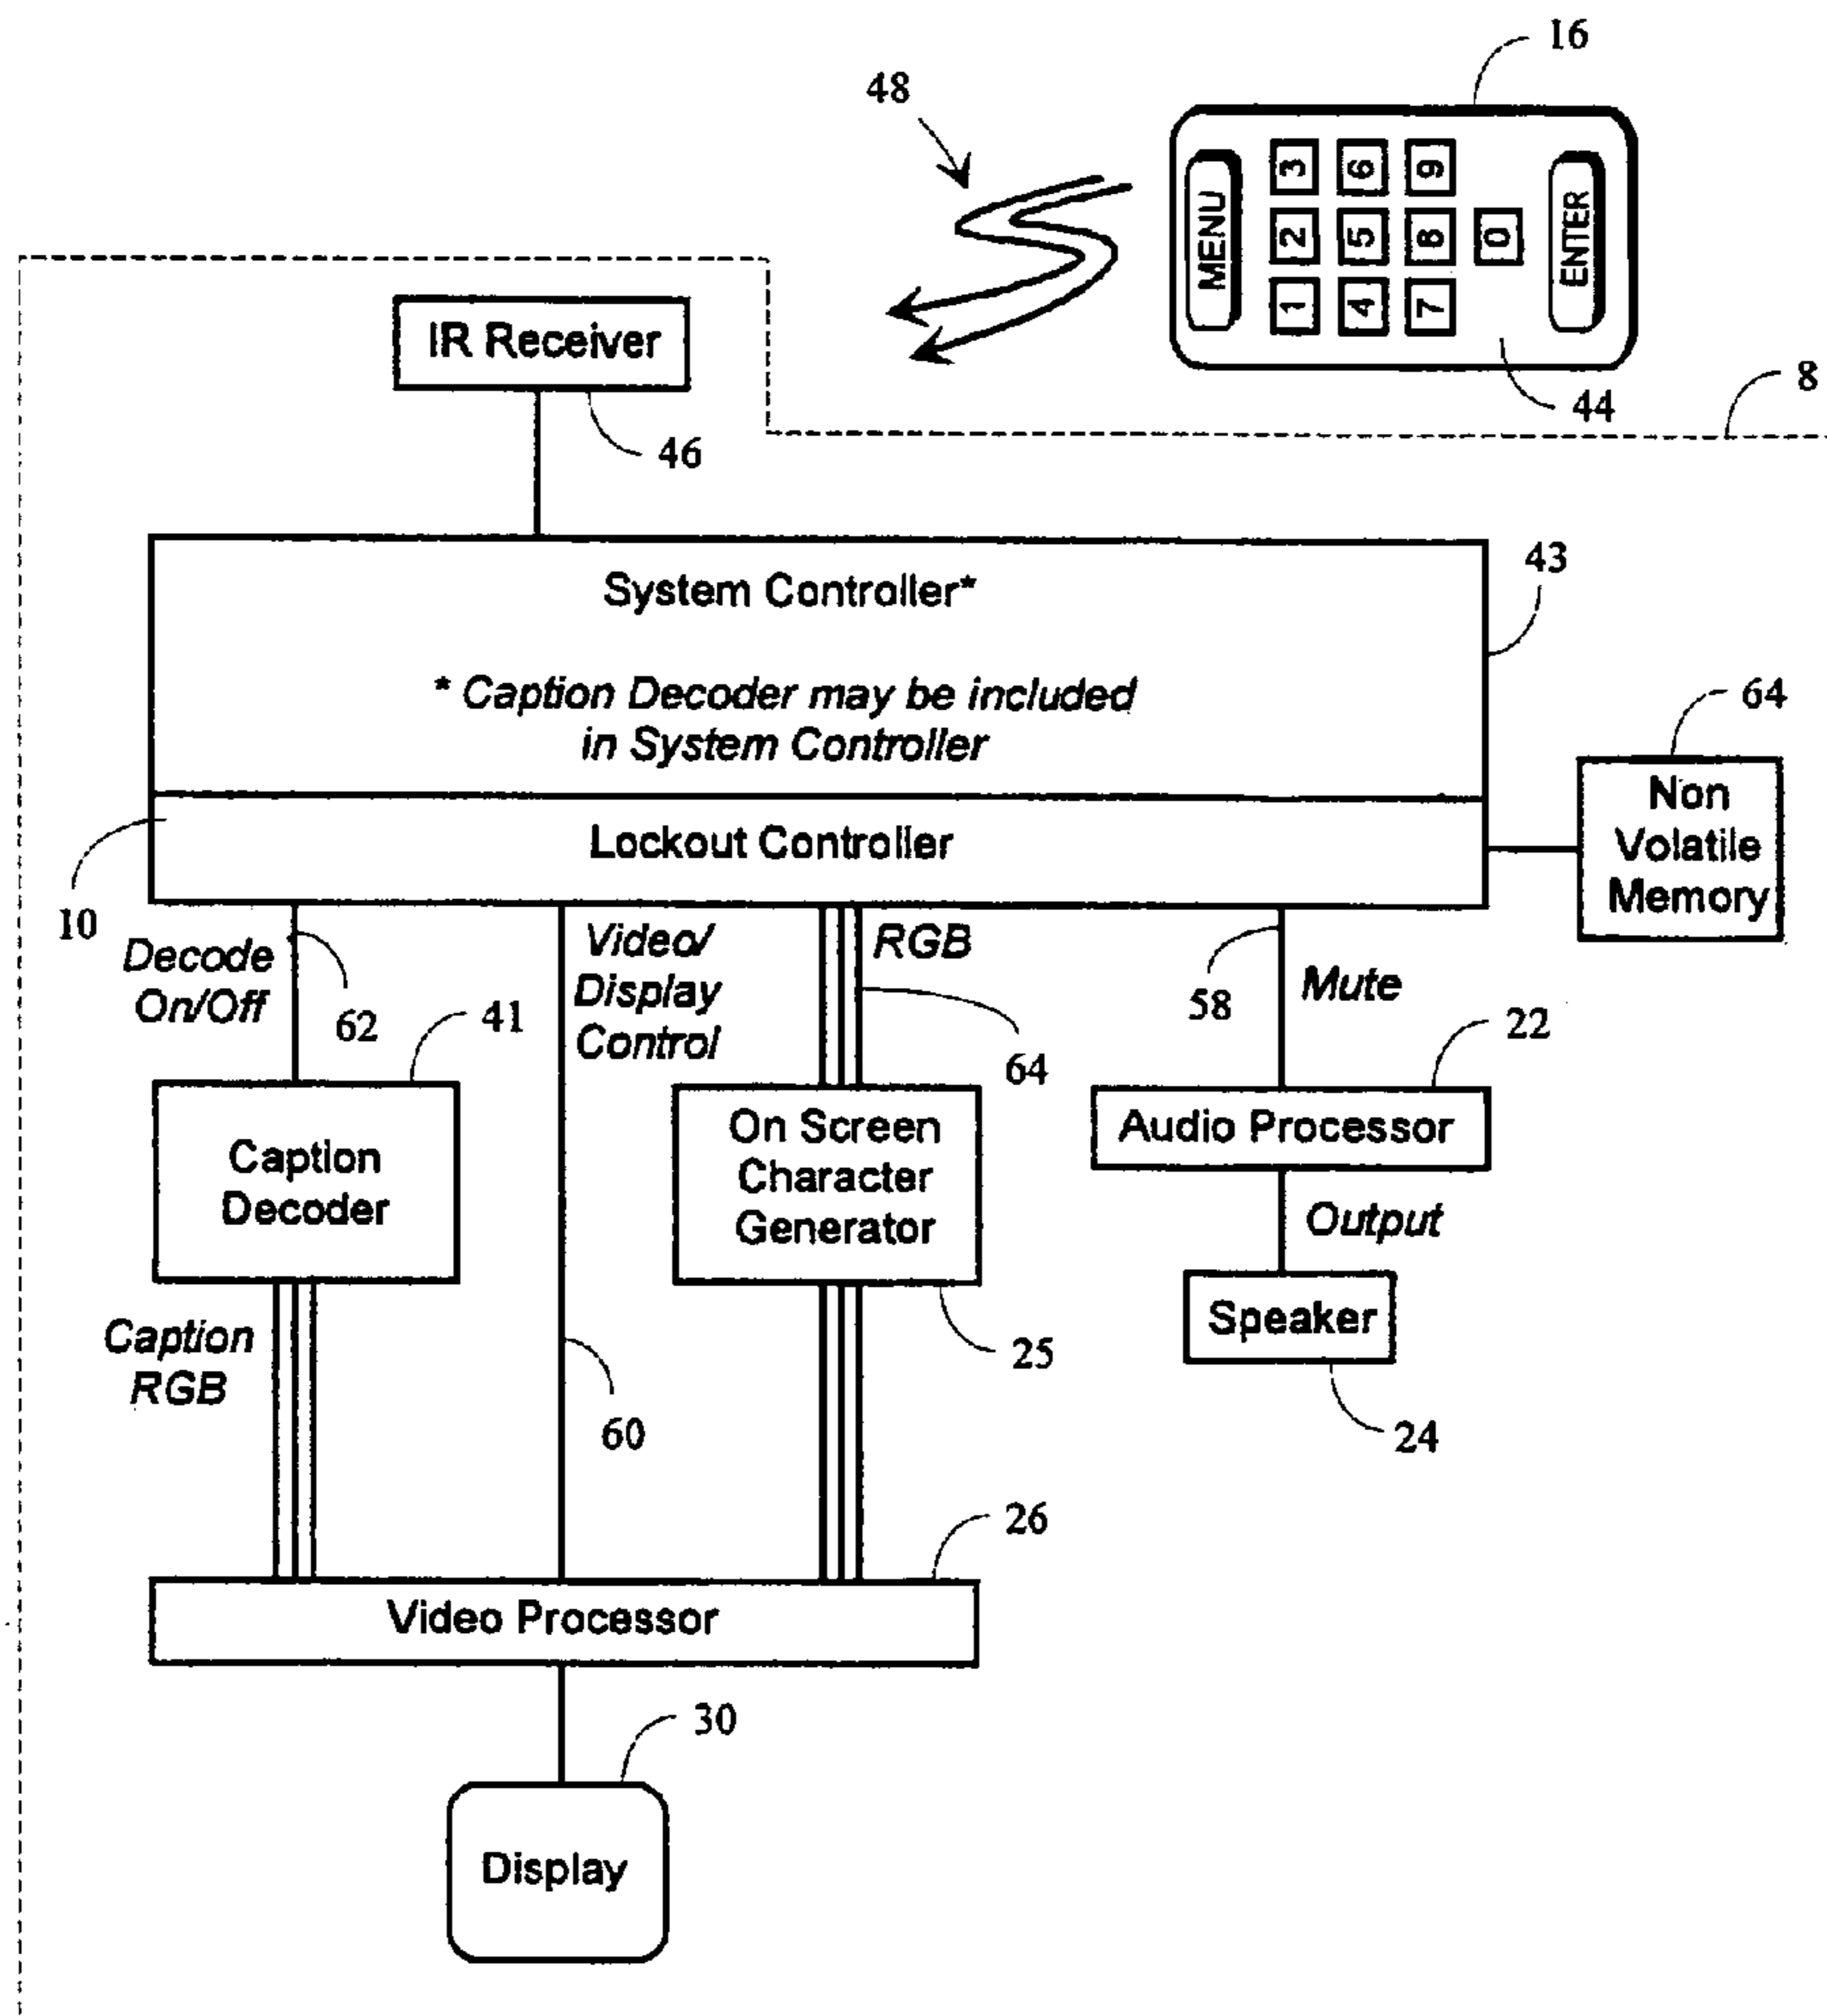 16
48
MENU
3
6
9
2
5
8
0
1
4
7
ENTER
8
44
IR Receiver
46
System Controller*
43
* Caption Decoder may be included
in System Controller
64
Non
Volatile
Memory
Lockout Controller
10
Decode
On/Off
62
Video/
Display
Control
RGB
64
58
Mute
41
22
Caption
Decoder
On Screen
Character
Generator
Audio Processor
Output
Speaker
25
24
Caption
RGB
60
26
Video Processor
30
Display